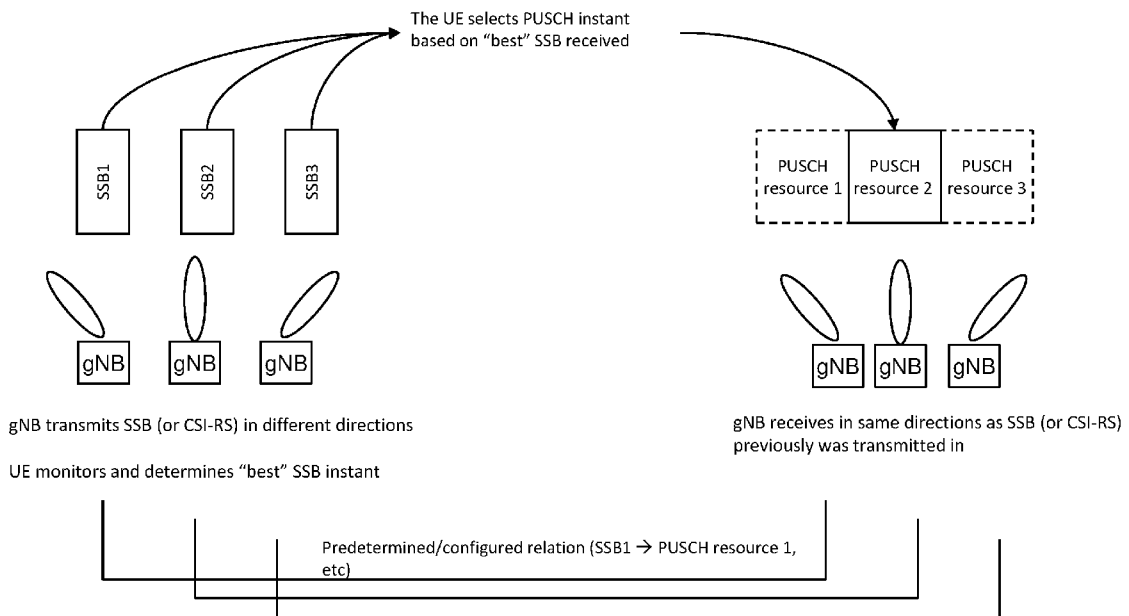 The UE selects PUSCH instant
based on “best” SSB received
SSB1
SSB2
SSB3
PUSCH
resource 1
PUSCH
resource 2
PUSCH
resource 3
gNB
gNB
gNB
gNB
gNB
gNB
gNB transmits SSB (or CSI-RS) in different directions
UE monitors and determines “best” SSB instant
gNB receives in same directions as SSB (or CSI-RS)
previously was transmitted in
Predetermined/configured relation (SSB1 → PUSCH resource 1,
etc)